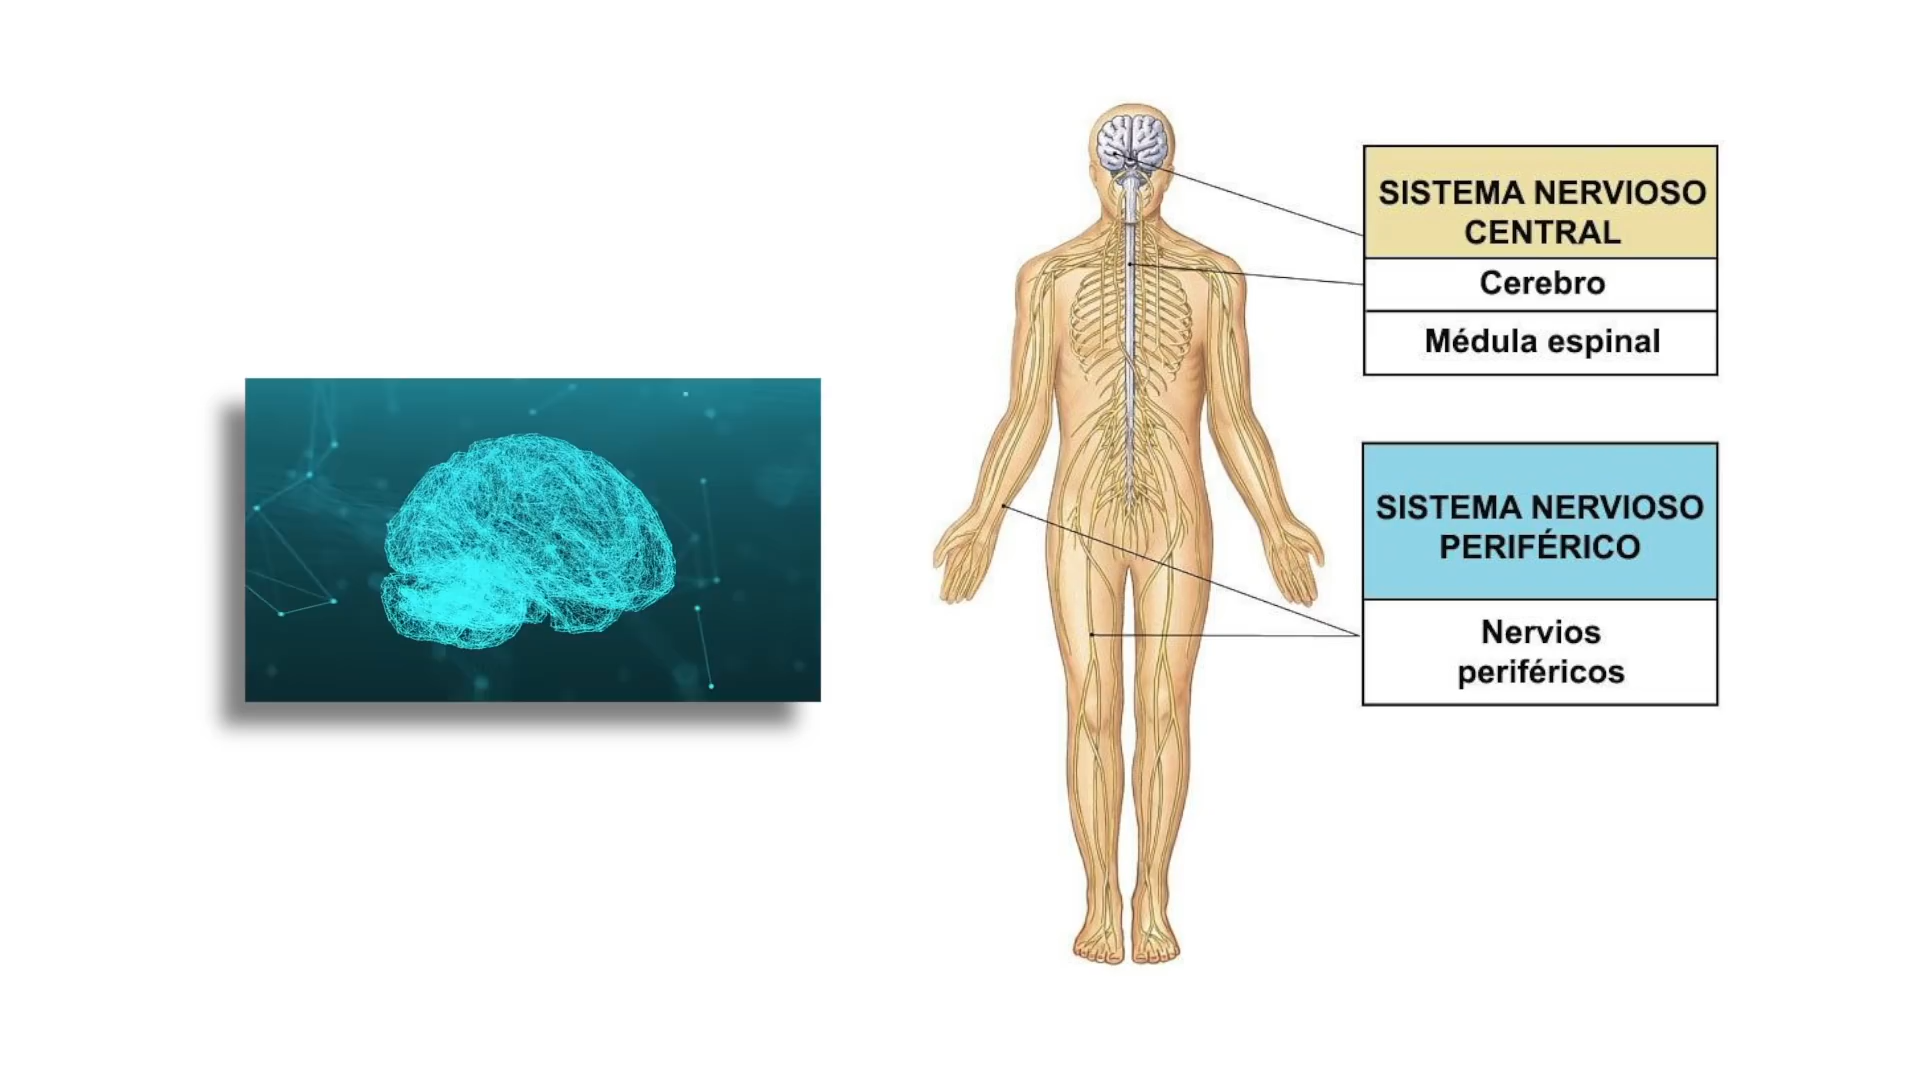 SISTEMA NERVIOSO
CENTRAL
Cerebro
Médula espinal
SISTEMA NERVIOSO
PERIFÉRICO
Nervios
periféricos